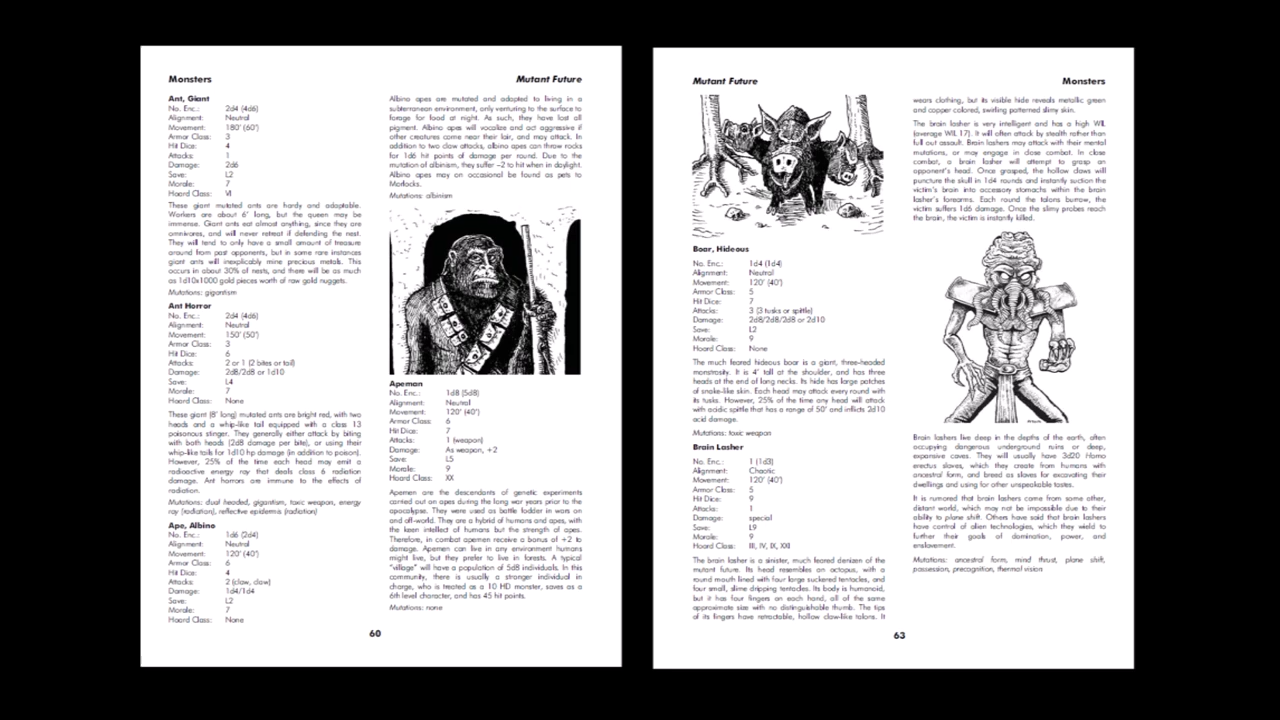 Monsters
Mutant Future
Ant, Giant
No. Enc.: 2d4 (4d6)
Alignment: Neutral
Movement: 180' (60')
Armor Class: 3
Hit Dice: 4
Attacks: 1
Damage: 2d6
Save: L2
Morale: 7
Hoard Class: VI
These giant mutated ants are hardy and adaptable.
Workers are about 6' long, but the queen may be
immense. Giant ants eat almost anything, since they are
omnivores, and will never retreat if defending the nest.
They will tend to only have a small amount of treasure
around from past opponents, but in some rare instances
giant ants will inexplicably mine precious metals. This
occurs in about 30% of nests, and there will be as much
as 1d10x1000 gold pieces worth of raw gold nuggets.
Mutations: gigantism
Ant Horror
No. Enc.: 2d4 (4d6)
Alignment: Neutral
Movement: 150' (50')
Armor Class: 3
Hit Dice: 6
Attacks: 2 or 1 (2 bites or tail)
Damage: 2d8/2d8 or 1d10
Save: L4
Morale: 7
Hoard Class: None
These giant (8' long) mutated ants are bright red, with two
heads and a whip-like tail equipped with a class 13
poisonous stinger. They generally either attack by biting
with both heads (2d8 damage per bite), or using their
whip-like tails for 1d10 hp damage (in addition to poison).
However, 25% of the time each head may emit a
radioactive energy ray that deals class 6 radiation
damage. Ant horrors are immune to the effects of
radiation.
Mutations: dual headed, gigantism, toxic weapon, energy
ray (radiation), reflective epidermis (radiation)
Ape, Albino
No. Enc.: 1d6 (2d4)
Alignment: Neutral
Movement: 120' (40')
Armor Class: 6
Hit Dice: 4
Attacks: 2 (claw, claw)
Damage: 1d4/1d4
Save: L2
Morale: 7
Hoard Class: None
Albino apes are mutated and adapted to living in a
subterranean environment, only venturing to the surface to
forage for food at night. As such, they have lost all
pigment. Albino apes will vocalize and act aggressive if
other creatures come near their lair, and may attack. In
addition to two claw attacks, albino apes can throw rocks
for 1d6 hit points of damage per round. Due to the
mutation of albinism, they suffer -2 to hit when in daylight.
Albino apes may on occasional be found as pets to
Morlocks.
Mutations: albinism
Apeman
No. Enc.: 1d8 (5d8)
Alignment: Neutral
Movement: 120' (40')
Armor Class: 6
Hit Dice: 7
Attacks: 1 (weapon)
Damage: As weapon, +2
Save: L5
Morale: 9
Hoard Class: XX
Apemen are the descendants of genetic experiments
carried out on apes during the long war years prior to the
apocalypse. They were used as battle fodder in wars on
and off-world. They are a hybrid of humans and apes, with
the keen intellect of humans but the strength of apes.
Therefore, in combat apemen receive a bonus of +2 to
damage. Apemen can live in any environment humans
might live, but they prefer to live in forests. A typical
"village" will have a population of 5d8 individuals. In this
community, there is usually a stronger individual in
charge, who is treated as a 10 HD monster, saves as a
6th level character, and has 45 hit points.
Mutations: none
60
Mutant Future
Monsters
Boar, Hideous
No. Enc.: 1d4 (1d4)
Alignment: Neutral
Movement: 120' (40')
Armor Class: 5
Hit Dice: 7
Attacks: 3 (3 tusks or spittle)
Damage: 2d8/2d8/2d8 or 2d10
Save: L2
Morale: 9
Hoard Class: None
The much feared hideous boar is a giant, three-headed
monstrosity. It is 4' tall at the shoulder, and has three
heads at the end of long necks. Its hide has large patches
of snake-like skin. Each head may attack every round with
its tusks. However, 25% of the time any head will attack
with acidic spittle that has a range of 50' and inflicts 2d10
acid damage.
Mutations: toxic weapon
Brain Lasher
No. Enc.: 1 (1d3)
Alignment: Chaotic
Movement: 120' (40')
Armor Class: 5
Hit Dice: 9
Attacks: 1
Damage: special
Save: L9
Morale: 9
Hoard Class: III, IV, IX, XXI
The brain lasher is a sinister, much feared denizen of the
mutant future. Its head resembles an octopus, with a
round mouth lined with four large suckered tentacles, and
four small, slime dripping tentacles. Its body is humanoid,
but it has four fingers on each hand, all of the same
approximate size with no distinguishable thumb. The tips
of its fingers have retractable, hollow claw-like talons. It
wears clothing, but its visible hide reveals metallic green
and copper colored, swirling patterned slimy skin.
The brain lasher is very intelligent and has a high WIL
(average WIL 17). It will often attack by stealth rather than
full out assault. Brain lashers may attack with their mental
mutations, or may engage in close combat. In close
combat, a brain lasher will attempt to grasp an
opponent's head. Once grasped, the hollow claws will
puncture the skull in 1d4 rounds and instantly suction the
victim's brain into accessory stomachs within the brain
lasher's forearms. Each round the talons burrow, the
victim suffers 1d6 damage. Once the slimy probes reach
the brain, the victim is instantly killed.
Brain lashers live deep in the depths of the earth, often
occupying dangerous underground ruins or deep,
expansive caves. They will usually have 3d20 Homo
erectus slaves, which they create from humans with
ancestral form, and breed as slaves for excavating their
dwellings and using for other unspeakable tastes.
It is rumored that brain lashers came from some other,
distant world, which may not be impossible due to their
ability to plane shift. Others have said that brain lashers
have control of alien technologies, which they wield to
further their goals of domination, power, and
enslavement.
Mutations: ancestral form, mind thrust, plane shift,
possession, precognition, thermal vision
63